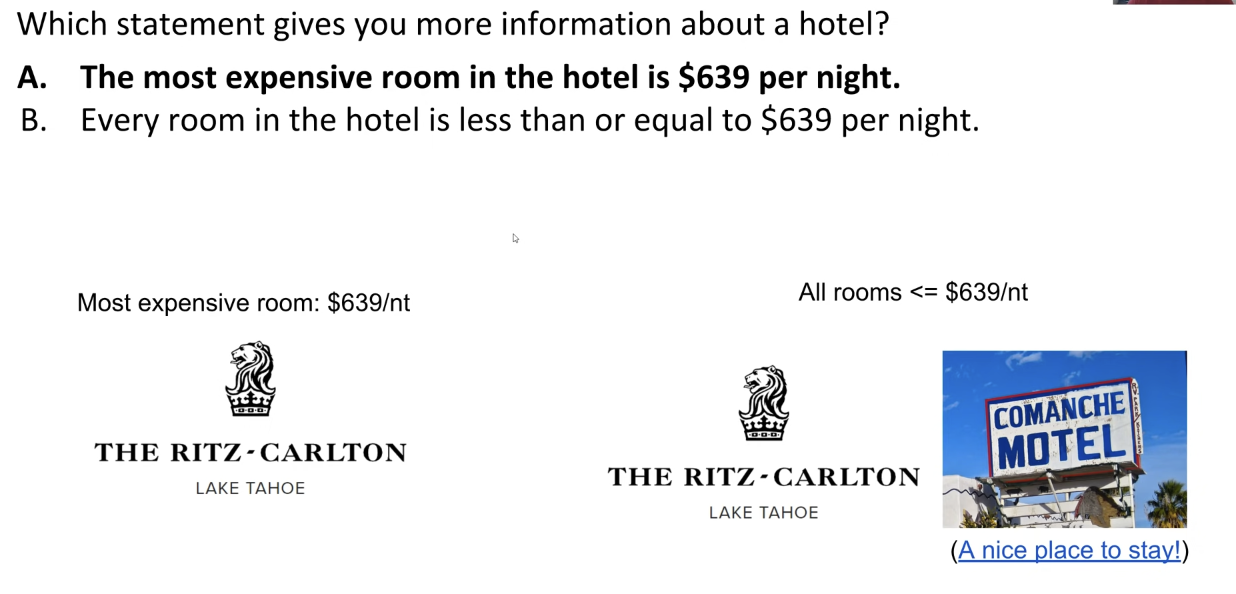 Which statement gives you more information about a hotel?
A. The most expensive room in the hotel is $639 per night.
B. Every room in the hotel is less than or equal to $639 per night.
Most expensive room: $639/nt
THE RITZ-CARLTON
LAKE TAHOE
All rooms <= $639/nt
THE RITZ-CARLTON
LAKE TAHOE
COMANCHE
MOTEL
(A nice place to stay!)